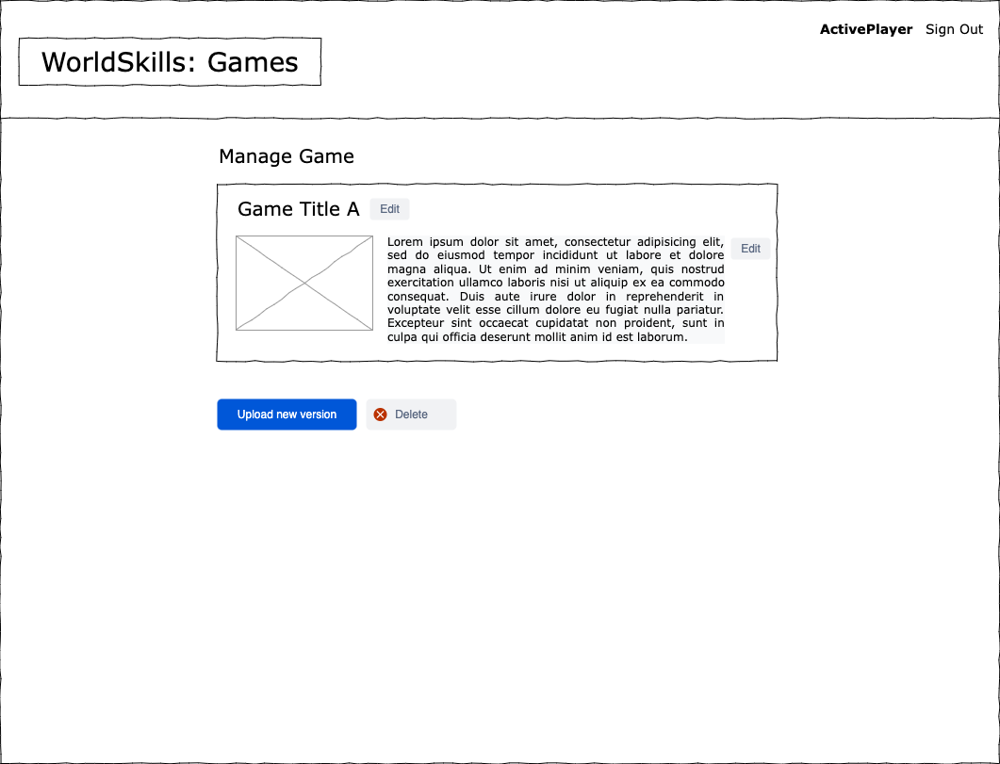 ActivePlayer Sign Out
WorldSkills: Games
Manage Game
Game Title A Edit
Lorem ipsum dolor sit amet, consectetur adipisicing elit,
sed do eiusmod tempor incididunt ut labore et dolore
magna aliqua. Ut enim ad minim veniam, quis nostrud
exercitation ullamco laboris nisi ut aliquip ex ea commodo
consequat. Duis aute irure dolor in reprehenderit in
voluptate velit esse cillum dolore eu fugiat nulla pariatur.
Excepteur sint occaecat cupidatat non proident, sunt in
culpa qui officia deserunt mollit anim id est laborum.
Edit
Upload new version Delete